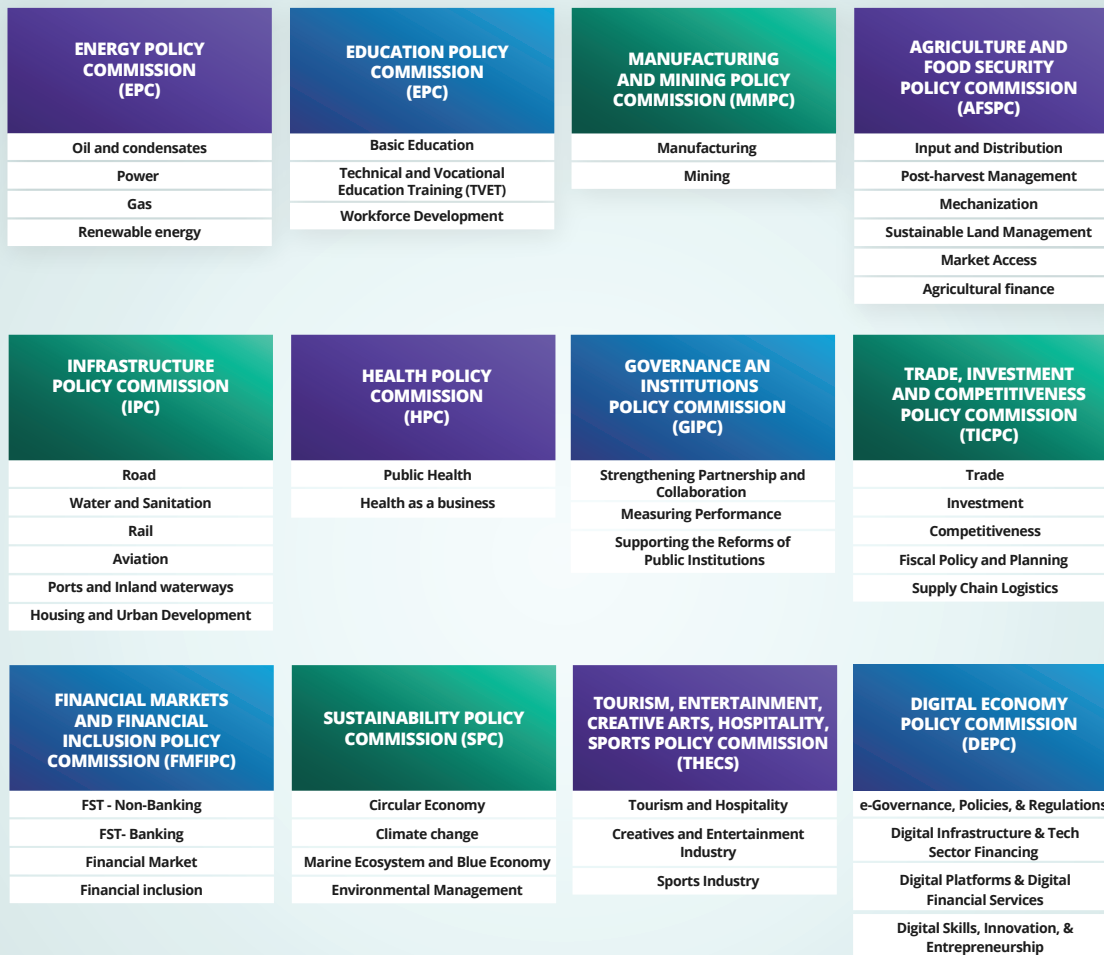 ENERGY POLICY
COMMISSION
(EPC)
Oil and condensates
Power
Gas
Renewable energy
EDUCATION POLICY
COMMISSION
(EPC)
Basic Education
Technical and Vocational
Education Training (TVET)
Workforce Development
MANUFACTURING
AND MINING POLICY
COMMISSION (MMPC)
Manufacturing
Mining
AGRICULTURE AND
FOOD SECURITY
POLICY COMMISSION
(AFSPC)
Input and Distribution
Post-harvest Management
Mechanization
Sustainable Land Management
Market Access
Agricultural finance
INFRASTRUCTURE
POLICY COMMISSION
(IPC)
Road
Water and Sanitation
Rail
Aviation
Ports and Inland waterways
Housing and Urban Development
HEALTH POLICY
COMMISSION
(HPC)
Public Health
Health as a business
GOVERNANCE AN
INSTITUTIONS
POLICY COMMISSION
(GIPC)
Strengthening Partnership and
Collaboration
Measuring Performance
Supporting the Reforms of
Public Institutions
TRADE, INVESTMENT
AND COMPETITIVENESS
POLICY COMMISSION
(TICPC)
Trade
Investment
Competitiveness
Fiscal Policy and Planning
Supply Chain Logistics
FINANCIAL MARKETS
AND FINANCIAL
INCLUSION POLICY
COMMISSION (FMFIPC)
FST - Non-Banking
FST- Banking
Financial Market
Financial inclusion
SUSTAINABILITY POLICY
COMMISSION (SPC)
Circular Economy
Climate change
Marine Ecosystem and Blue Economy
Environmental Management
TOURISM, ENTERTAINMENT,
CREATIVE ARTS, HOSPITALITY,
SPORTS POLICY COMMISSION
(THECS)
Tourism and Hospitality
Creatives and Entertainment
Industry
Sports Industry
DIGITAL ECONOMY
POLICY COMMISSION
(DEPC)
e-Governance, Policies, & Regulations
Digital Infrastructure & Tech
Sector Financing
Digital Platforms & Digital
Financial Services
Digital Skills, Innovation, &
Entrepreneurship